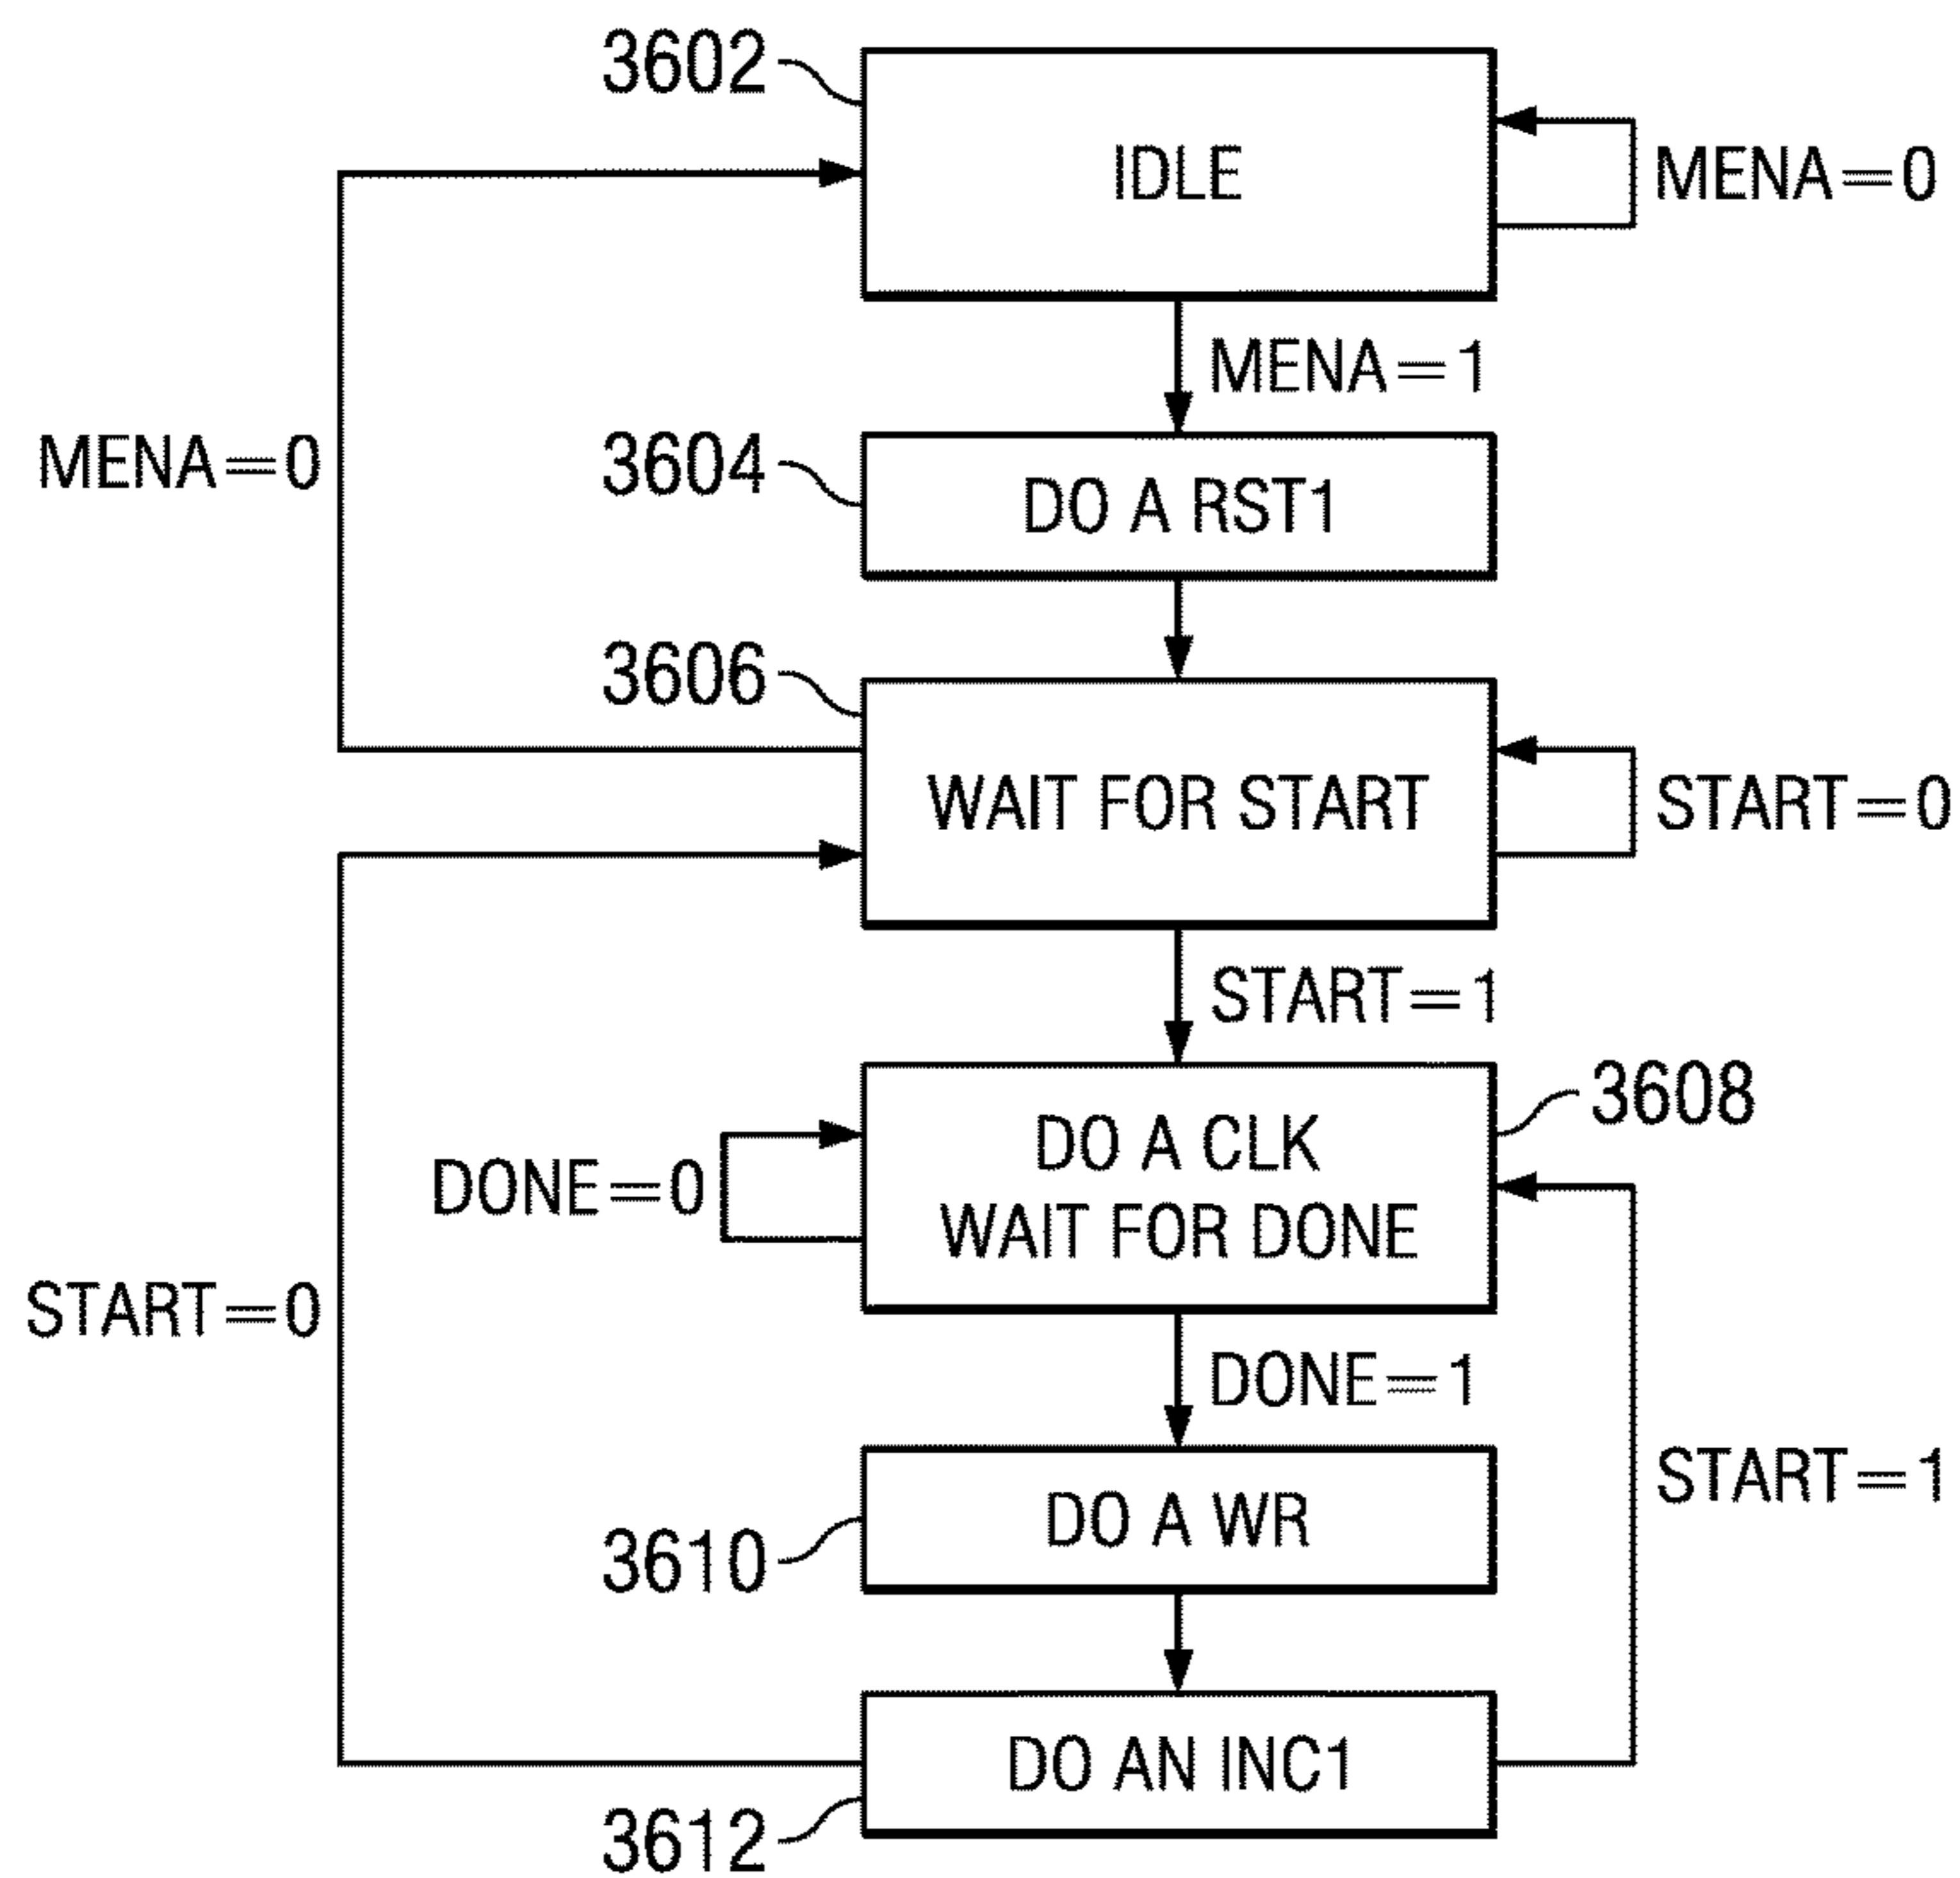 3602
IDLE
MENA=0
MENA=1
MENA=0
3604
DO A RST1
3606
WAIT FOR START
START=0
START=1
3608
DO A CLK
WAIT FOR DONE
DONE=0
START=0
DONE=1
START=1
DO A WR
3610
DO AN INC1
3612